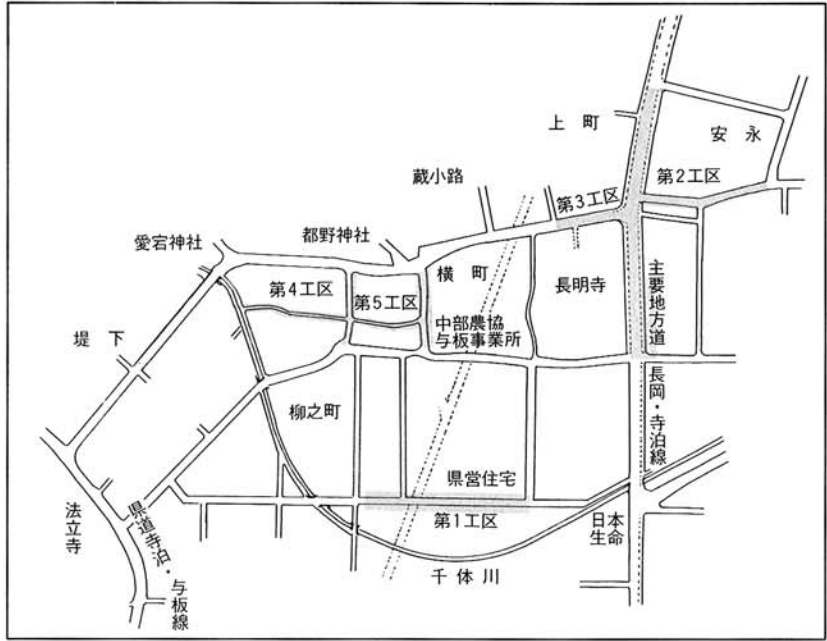 上町
安永
蔵小路
第2工区
第3工区
愛宕神社
都野神社
横町
長明寺
主要地方道
長岡・寺泊線
第4工区
第5工区
中部農協
与板事業所
堤下
柳之町
県営住宅
第1工区
日本
生命
法立寺
県道寺泊・与板線
千体川